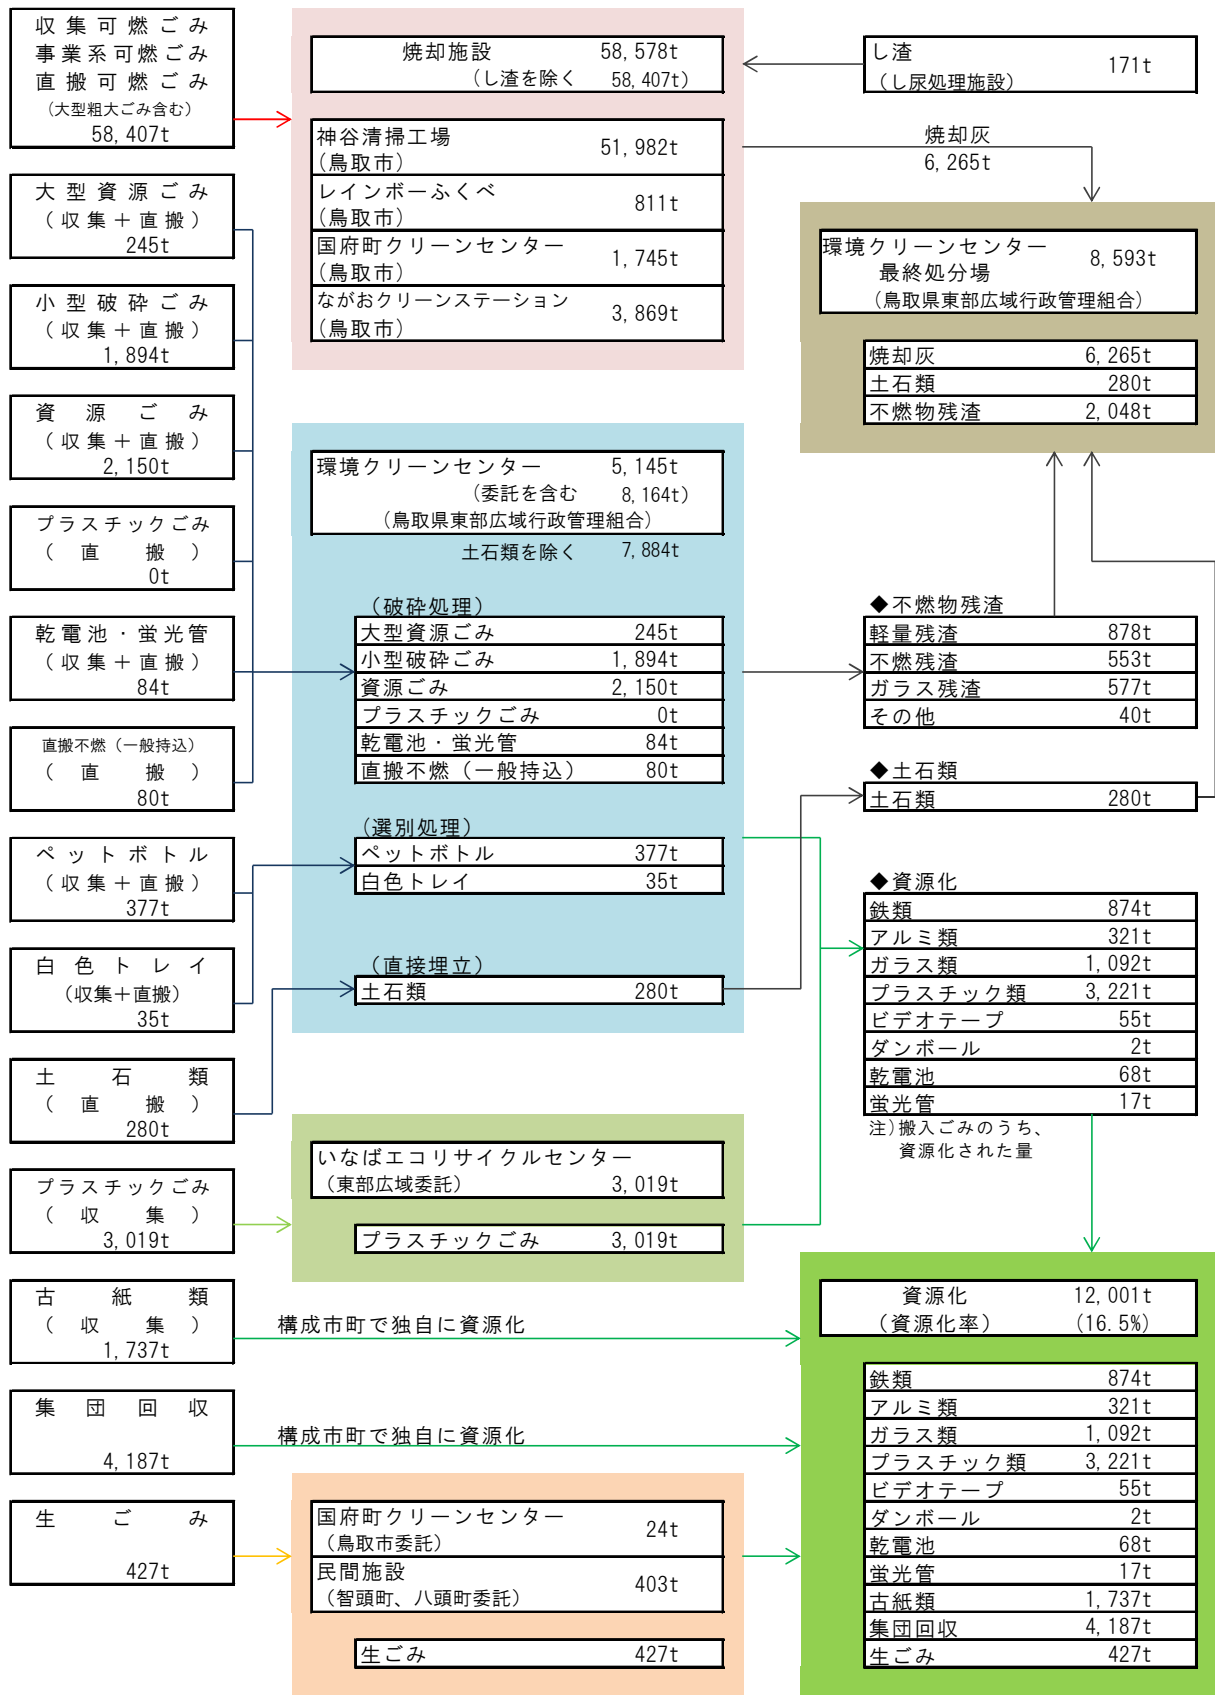 収集可燃ごみ
事業系可燃ごみ
直搬可燃ごみ
(大型粗大ごみ含む)
58,407t
大型資源ごみ
(収集+直搬)
245t
小型破砕ごみ
(収集+直搬)
1,894t
資源ごみ
(収集+直搬)
2,150t
プラスチックごみ
(直搬)
0t
乾電池・蛍光管
(収集+直搬)
84t
直搬不燃(一般持込)
(直搬)
80t
ペットボトル
(収集+直搬)
377t
白色トレイ
(収集+直搬)
35t
土石類
(直搬)
280t
プラスチックごみ
(収集)
3,019t
古紙類
(収集)
1,737t
集団回収
4,187t
生ごみ
427t
焼却施設 58,578t
(し渣を除く 58,407t)
神谷清掃工場 51,982t
(鳥取市)
レインボーふくべ 811t
(鳥取市)
国府町クリーンセンター 1,745t
(鳥取市)
ながおクリーンステーション 3,869t
(鳥取市)
環境クリーンセンター 5,145t
(委託を含む 8,164t)
(鳥取県東部広域行政管理組合)
土石類を除く 7,884t
(破砕処理)
大型資源ごみ 245t
小型破砕ごみ 1,894t
資源ごみ 2,150t
プラスチックごみ 0t
乾電池・蛍光管 84t
直搬不燃(一般持込) 80t
(選別処理)
ペットボトル 377t
白色トレイ 35t
(直接埋立)
土石類 280t
いなばエコリサイクルセンター
(東部広域委託) 3,019t
プラスチックごみ 3,019t
構成市町で独自に資源化
構成市町で独自に資源化
国府町クリーンセンター 24t
(鳥取市委託)
民間施設 403t
(智頭町、八頭町委託)
生ごみ 427t
し渣 171t
(し尿処理施設)
焼却灰
6,265t
環境クリーンセンター 8,593t
最終処分場
(鳥取県東部広域行政管理組合)
焼却灰 6,265t
土石類 280t
不燃物残渣 2,048t
◆不燃物残渣
軽量残渣 878t
不燃残渣 553t
ガラス残渣 577t
その他 40t
◆土石類
土石類 280t
◆資源化
鉄類 874t
アルミ類 321t
ガラス類 1,092t
プラスチック類 3,221t
ビデオテープ 55t
ダンボール 2t
乾電池 68t
蛍光管 17t
注)搬入ごみのうち、
資源化された量
資源化 12,001t
(資源化率) (16.5%)
鉄類 874t
アルミ類 321t
ガラス類 1,092t
プラスチック類 3,221t
ビデオテープ 55t
ダンボール 2t
乾電池 68t
蛍光管 17t
古紙類 1,737t
集団回収 4,187t
生ごみ 427t